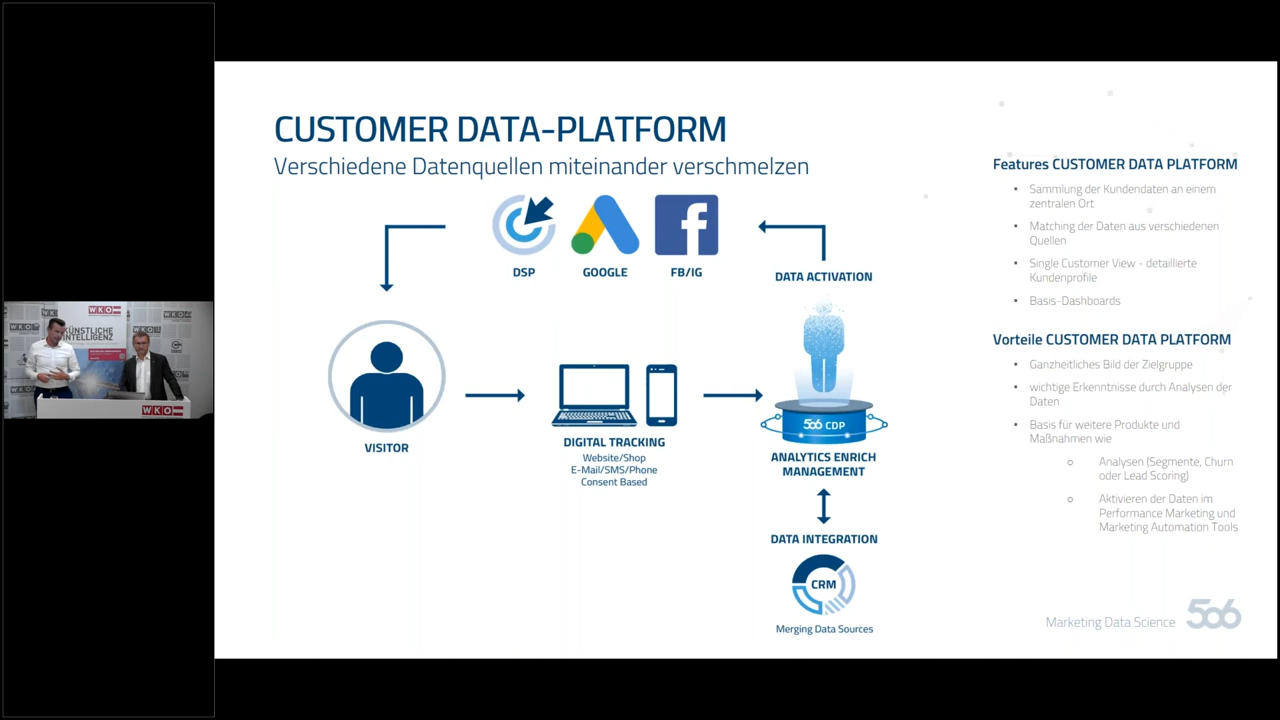 CUSTOMER DATA-PLATFORM
Verschiedene Datenquellen miteinander verschmelzen
DSP
GOOGLE
FB/IG
DATA ACTIVATION
VISITOR
DIGITAL TRACKING
Website/Shop
E-Mail/SMS/Phone
Consent Based
506 CDP
ANALYTICS ENRICH
MANAGEMENT
DATA INTEGRATION
CRM
Merging Data Sources
Features CUSTOMER DATA PLATFORM
• Sammlung der Kundendaten an einem
zentralen Ort
• Matching der Daten aus verschiedenen
Quellen
• Single Customer View - detaillierte
Kundenprofile
• Basis-Dashboards
Vorteile CUSTOMER DATA PLATFORM
• Ganzheitliches Bild der Zielgruppe
• wichtige Erkenntnisse durch Analysen der
Daten
• Basis für weitere Produkte und
Maßnahmen wie
○ Analysen (Segmente, Churn
oder Lead Scoring)
○ Aktivieren der Daten im
Performance Marketing und
Marketing Automation Tools
Marketing Data Science 506
WKO
KÜNSTLICHE
INTELLIGENZ
WKO
WKO
WKO
WKO